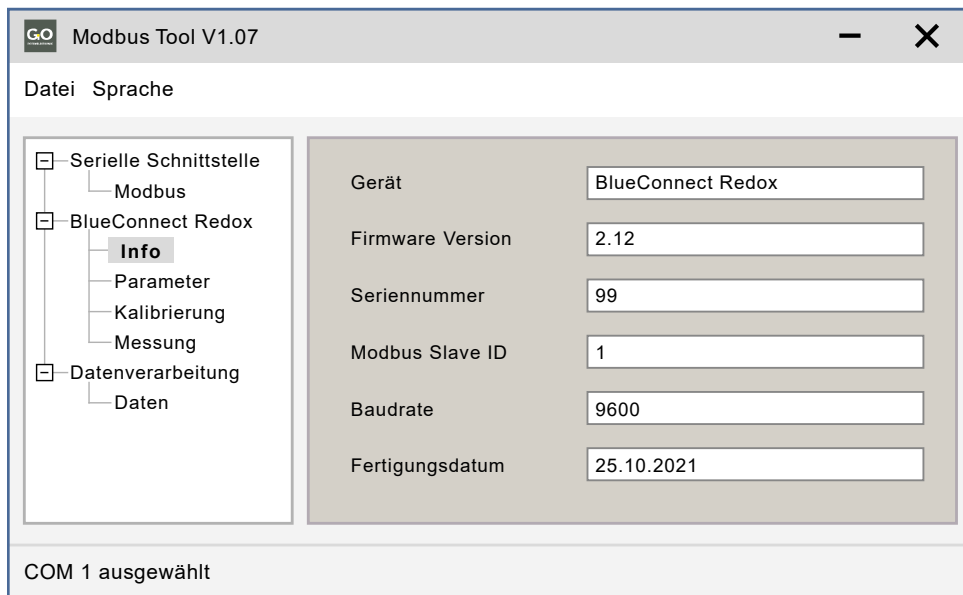 GO
Modbus Tool V1.07
Datei Sprache
Serielle Schnittstelle
Modbus
BlueConnect Redox
Info
Parameter
Kalibrierung
Messung
Datenverarbeitung
Daten
Gerät BlueConnect Redox
Firmware Version 2.12
Seriennummer 99
Modbus Slave ID 1
Baudrate 9600
Fertigungsdatum 25.10.2021
COM 1 ausgewählt